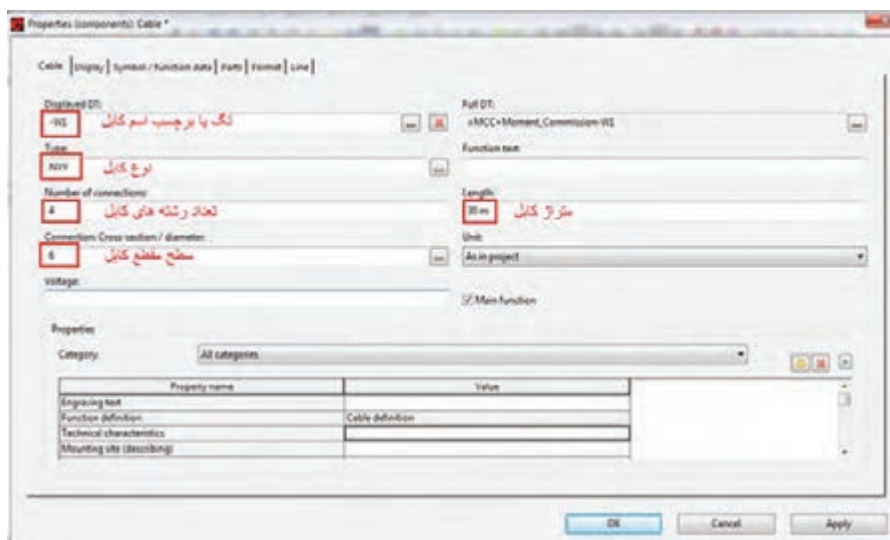 Properties (components): Cable *
Cable Display Symbol / Function data Parts Format Line
Displayed DT: Full DT:
-W1 تگ یا برچسب اسم کابل ... =MCC+Moment_Commission-W1 ...
Type: Function text:
NYY نوع کابل ...
Number of connections: Length:
4 تعداد رشته های کابل 30 m متراژ کابل
Connection: Cross-section / diameter: Unit:
6 سطح مقطع کابل ... As in project
Voltage:
Main function
Properties
Category: All categories
Property name Value
Engraving text
Function definition Cable definition
Technical characteristics
Mounting site (describing)
OK Cancel Apply